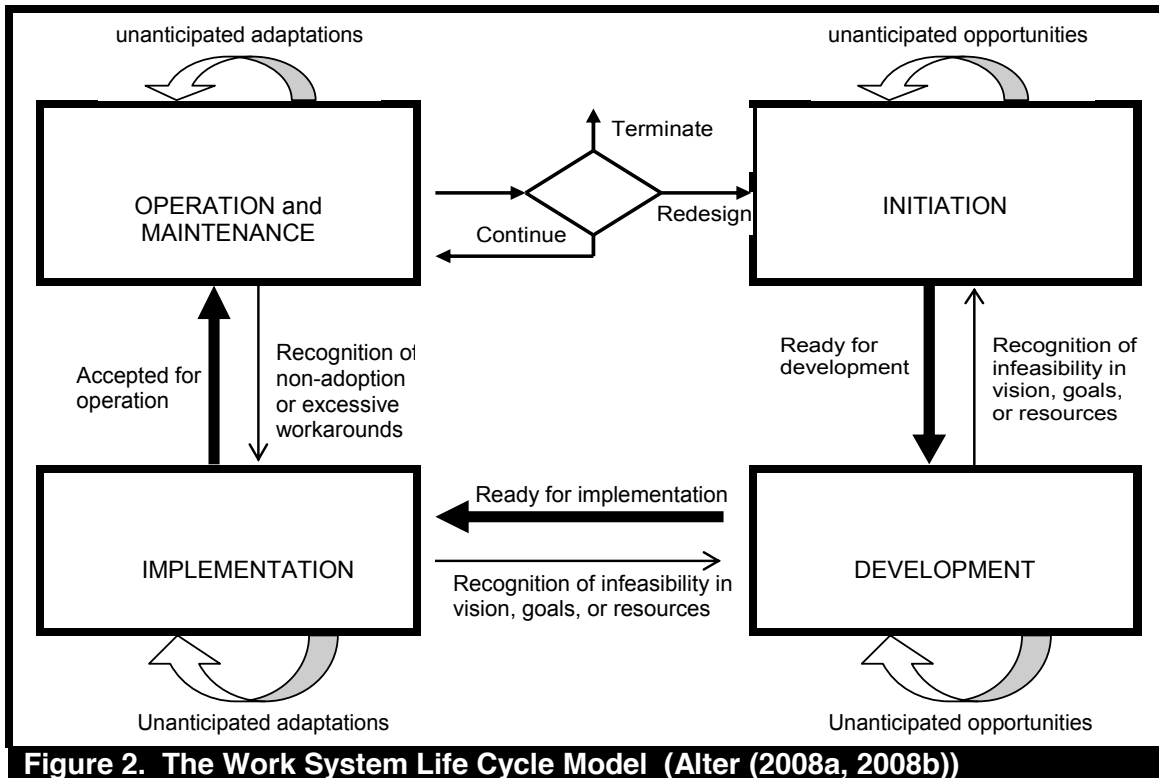 unanticipated adaptations
unanticipated opportunities
Terminate
OPERATION and
MAINTENANCE
Redesign
INITIATION
Continue
Accepted for
operation
Recognition of
non-adoption
or excessive
workarounds
Ready for
development
Recognition of
infeasibility in
vision, goals,
or resources
Ready for implementation
IMPLEMENTATION
DEVELOPMENT
Recognition of infeasibility in
vision, goals, or resources
Unanticipated adaptations
Unanticipated opportunities
Figure 2. The Work System Life Cycle Model (Alter (2008a, 2008b))